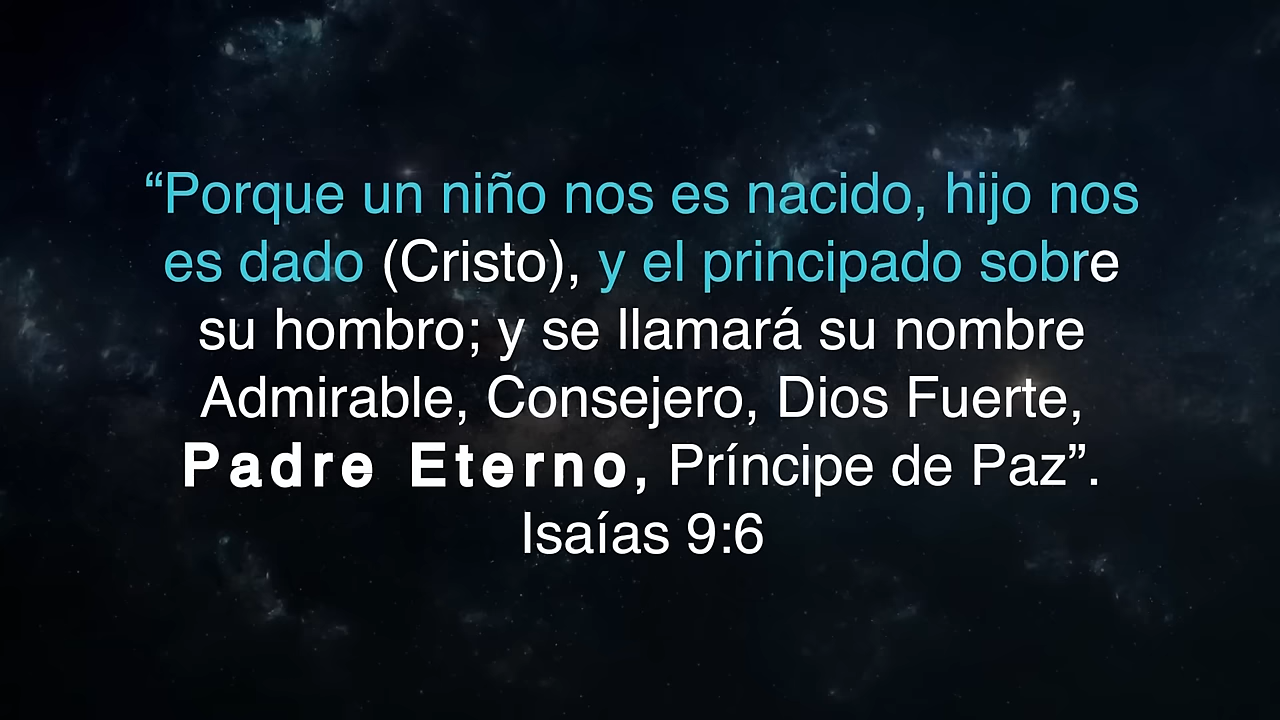 “Porque un niño nos es nacido, hijo nos
es dado (Cristo), y el principado sobre
su hombro; y se llamará su nombre
Admirable, Consejero, Dios Fuerte,
Padre Eterno, Príncipe de Paz”.
Isaías 9:6